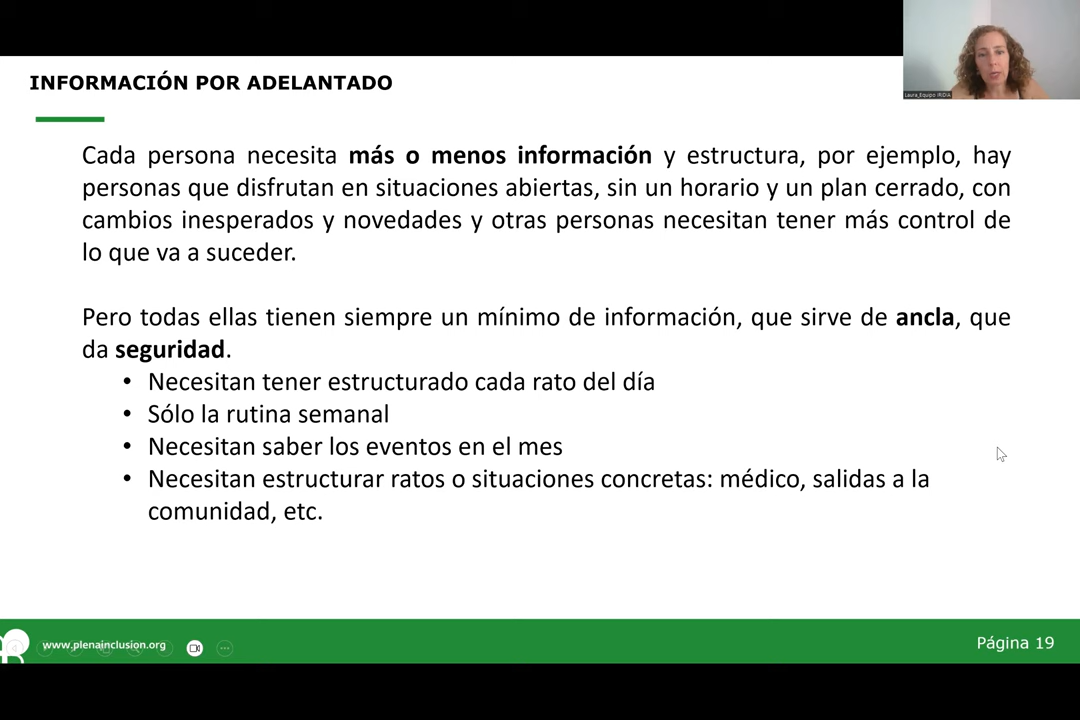 INFORMACIÓN POR ADELANTADO
Laura_Equipo IRIDIA
Cada persona necesita más o menos información y estructura, por ejemplo, hay
personas que disfrutan en situaciones abiertas, sin un horario y un plan cerrado, con
cambios inesperados y novedades y otras personas necesitan tener más control de
lo que va a suceder.
Pero todas ellas tienen siempre un mínimo de información, que sirve de ancla, que
da seguridad.
• Necesitan tener estructurado cada rato del día
• Sólo la rutina semanal
• Necesitan saber los eventos en el mes
• Necesitan estructurar ratos o situaciones concretas: médico, salidas a la
comunidad, etc.
www.plenainclusion.org
Página 19